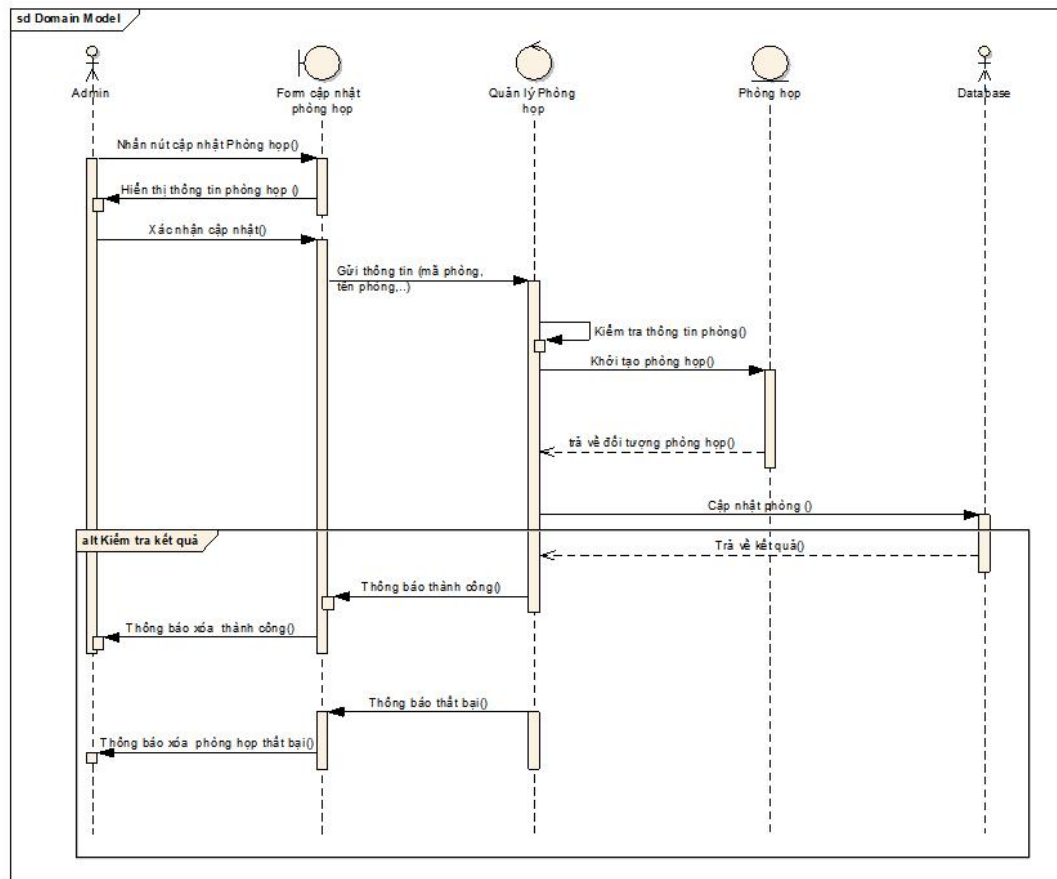 sd Domain Model
Admin
Form cập nhật
phòng họp
Quản lý Phòng
họp
Phòng họp
Database
Nhấn nút cập nhật Phòng họp()
Hiển thị thông tin phòng họp ()
Xác nhận cập nhật()
Gửi thông tin (mã phòng,
tên phòng,..)
Kiểm tra thông tin phòng()
Khởi tạo phòng họp()
trả về đối tượng phòng họp()
Cập nhật phòng ()
alt Kiểm tra kết quả
Trả về kết quả()
Thông báo thành công()
Thông báo xóa thành công()
Thông báo thất bại()
Thông báo xóa phòng họp thất bại()